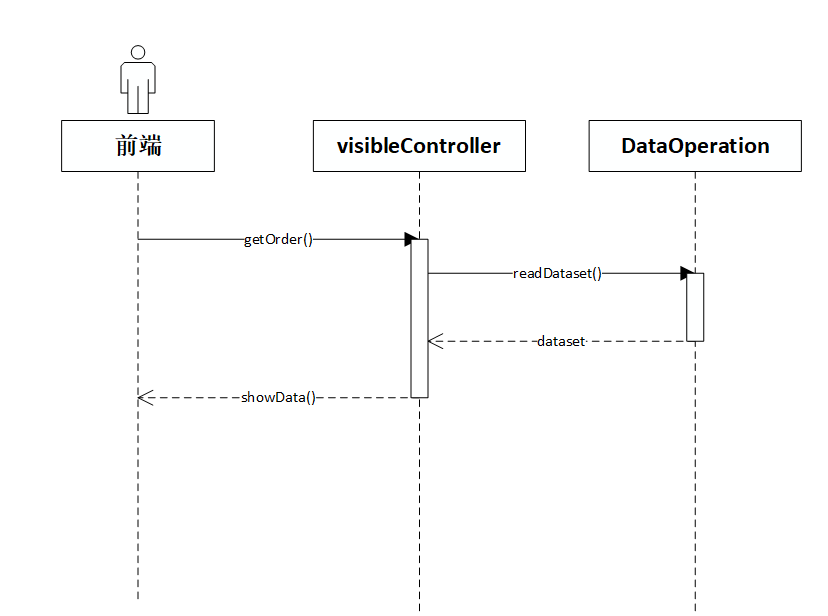 前端
visibleController
DataOperation
getOrder()
readDataset()
dataset
showData()